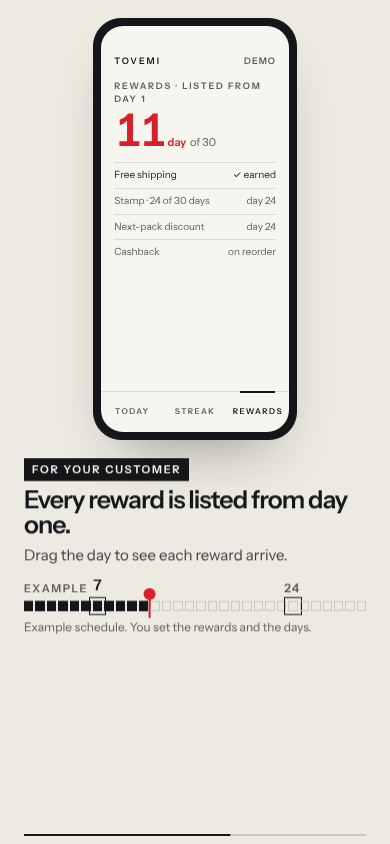 TOVEMI DEMO
REWARDS · LISTED FROM
DAY 1
11 day of 30
Free shipping ✓ earned
Stamp · 24 of 30 days day 24
Next-pack discount day 24
Cashback on reorder
TODAY STREAK REWARDS
FOR YOUR CUSTOMER
Every reward is listed from day
one.
Drag the day to see each reward arrive.
EXAMPLE 7 24
Example schedule. You set the rewards and the days.